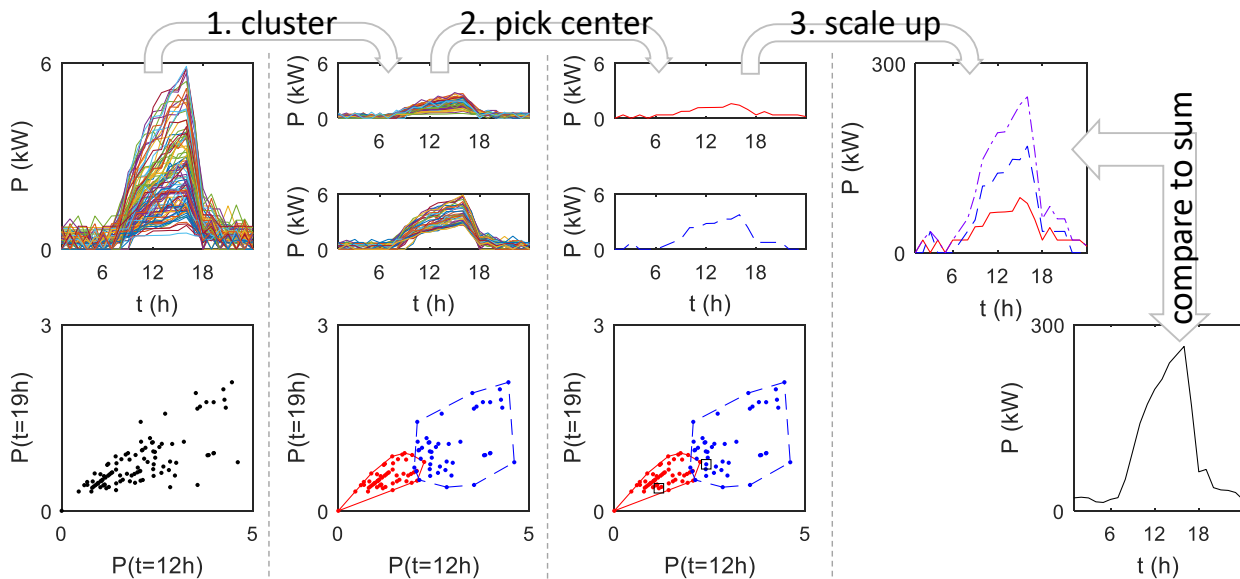 1. cluster
2. pick center
3. scale up
6
P (kW)
0
6
12
18
t (h)
6
P (kW)
0
6
12
18
6
P (kW)
0
6
12
18
t (h)
6
P (kW)
0
6
12
18
6
P (kW)
0
6
12
18
t (h)
300
P (kW)
0
6
12
18
t (h)
compare to sum
3
P(t=19h)
0
0
5
P(t=12h)
3
P(t=19h)
0
5
P(t=12h)
3
P(t=19h)
0
0
5
P(t=12h)
300
P (kW)
0
6
12
18
t (h)